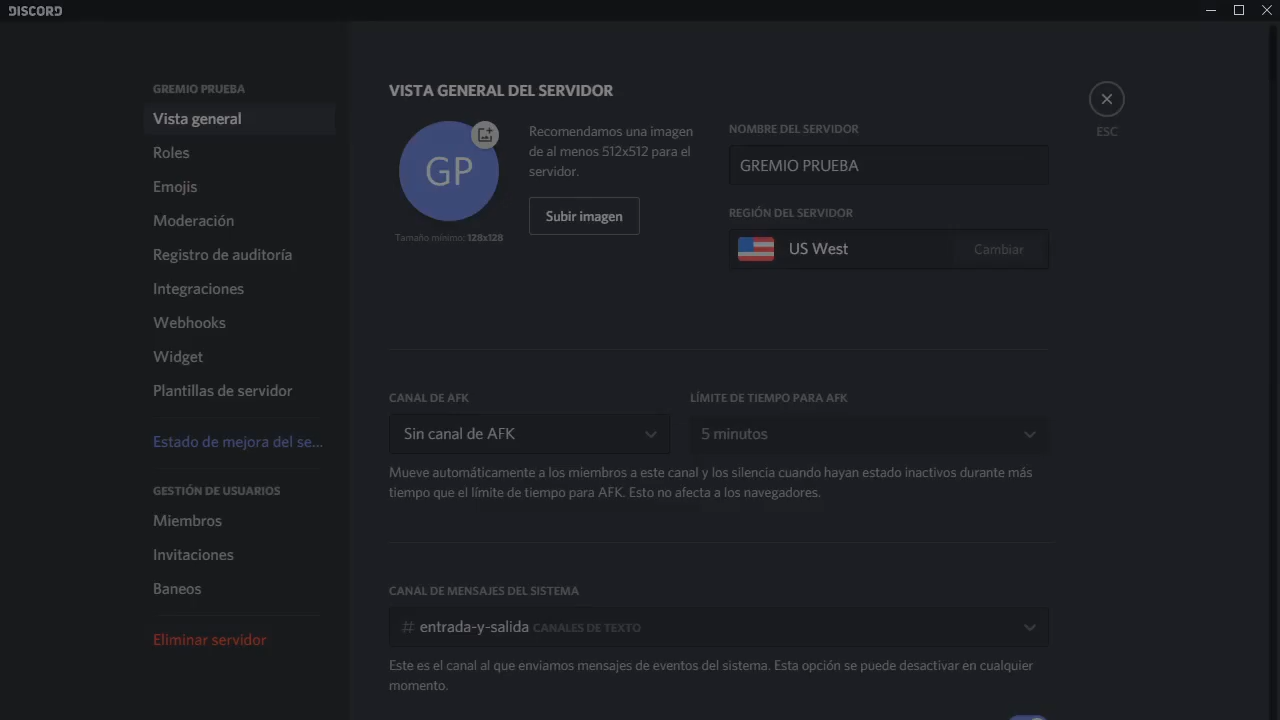 DISCORD
GREMIO PRUEBA
Vista general
Roles
Emojis
Moderación
Registro de auditoría
Integraciones
Webhooks
Widget
Plantillas de servidor
Estado de mejora del se...
GESTIÓN DE USUARIOS
Miembros
Invitaciones
Baneos
Eliminar servidor
VISTA GENERAL DEL SERVIDOR
GP
Tamaño mínimo: 128x128
Recomendamos una imagen
de al menos 512x512 para el
servidor.
Subir imagen
NOMBRE DEL SERVIDOR
GREMIO PRUEBA
REGIÓN DEL SERVIDOR
US West
Cambiar
ESC
CANAL DE AFK
Sin canal de AFK
LÍMITE DE TIEMPO PARA AFK
5 minutos
Mueve automáticamente a los miembros a este canal y los silencia cuando hayan estado inactivos durante más
tiempo que el límite de tiempo para AFK. Esto no afecta a los navegadores.
CANAL DE MENSAJES DEL SISTEMA
# entrada-y-salida CANALES DE TEXTO
Este es el canal al que enviamos mensajes de eventos del sistema. Esta opción se puede desactivar en cualquier
momento.